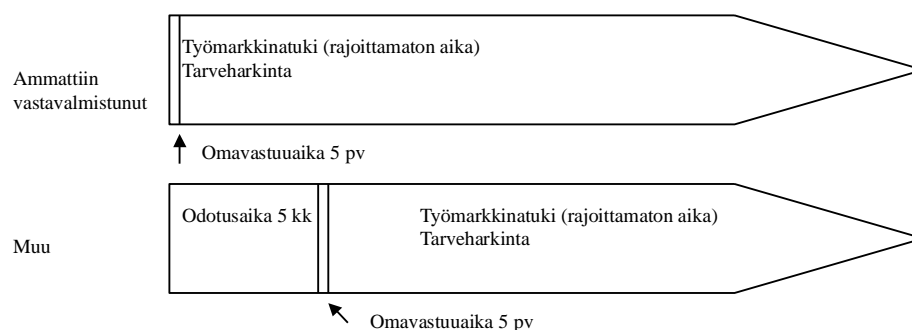 Työmarkkinatuki (rajoittamaton aika)
Tarveharkinta
Ammattiin
vastavalmistunut
Omavastuuaika 5 pv
Odotusaika 5 kk
Työmarkkinatuki (rajoittamaton aika)
Tarveharkinta
Muu
Omavastuuaika 5 pv